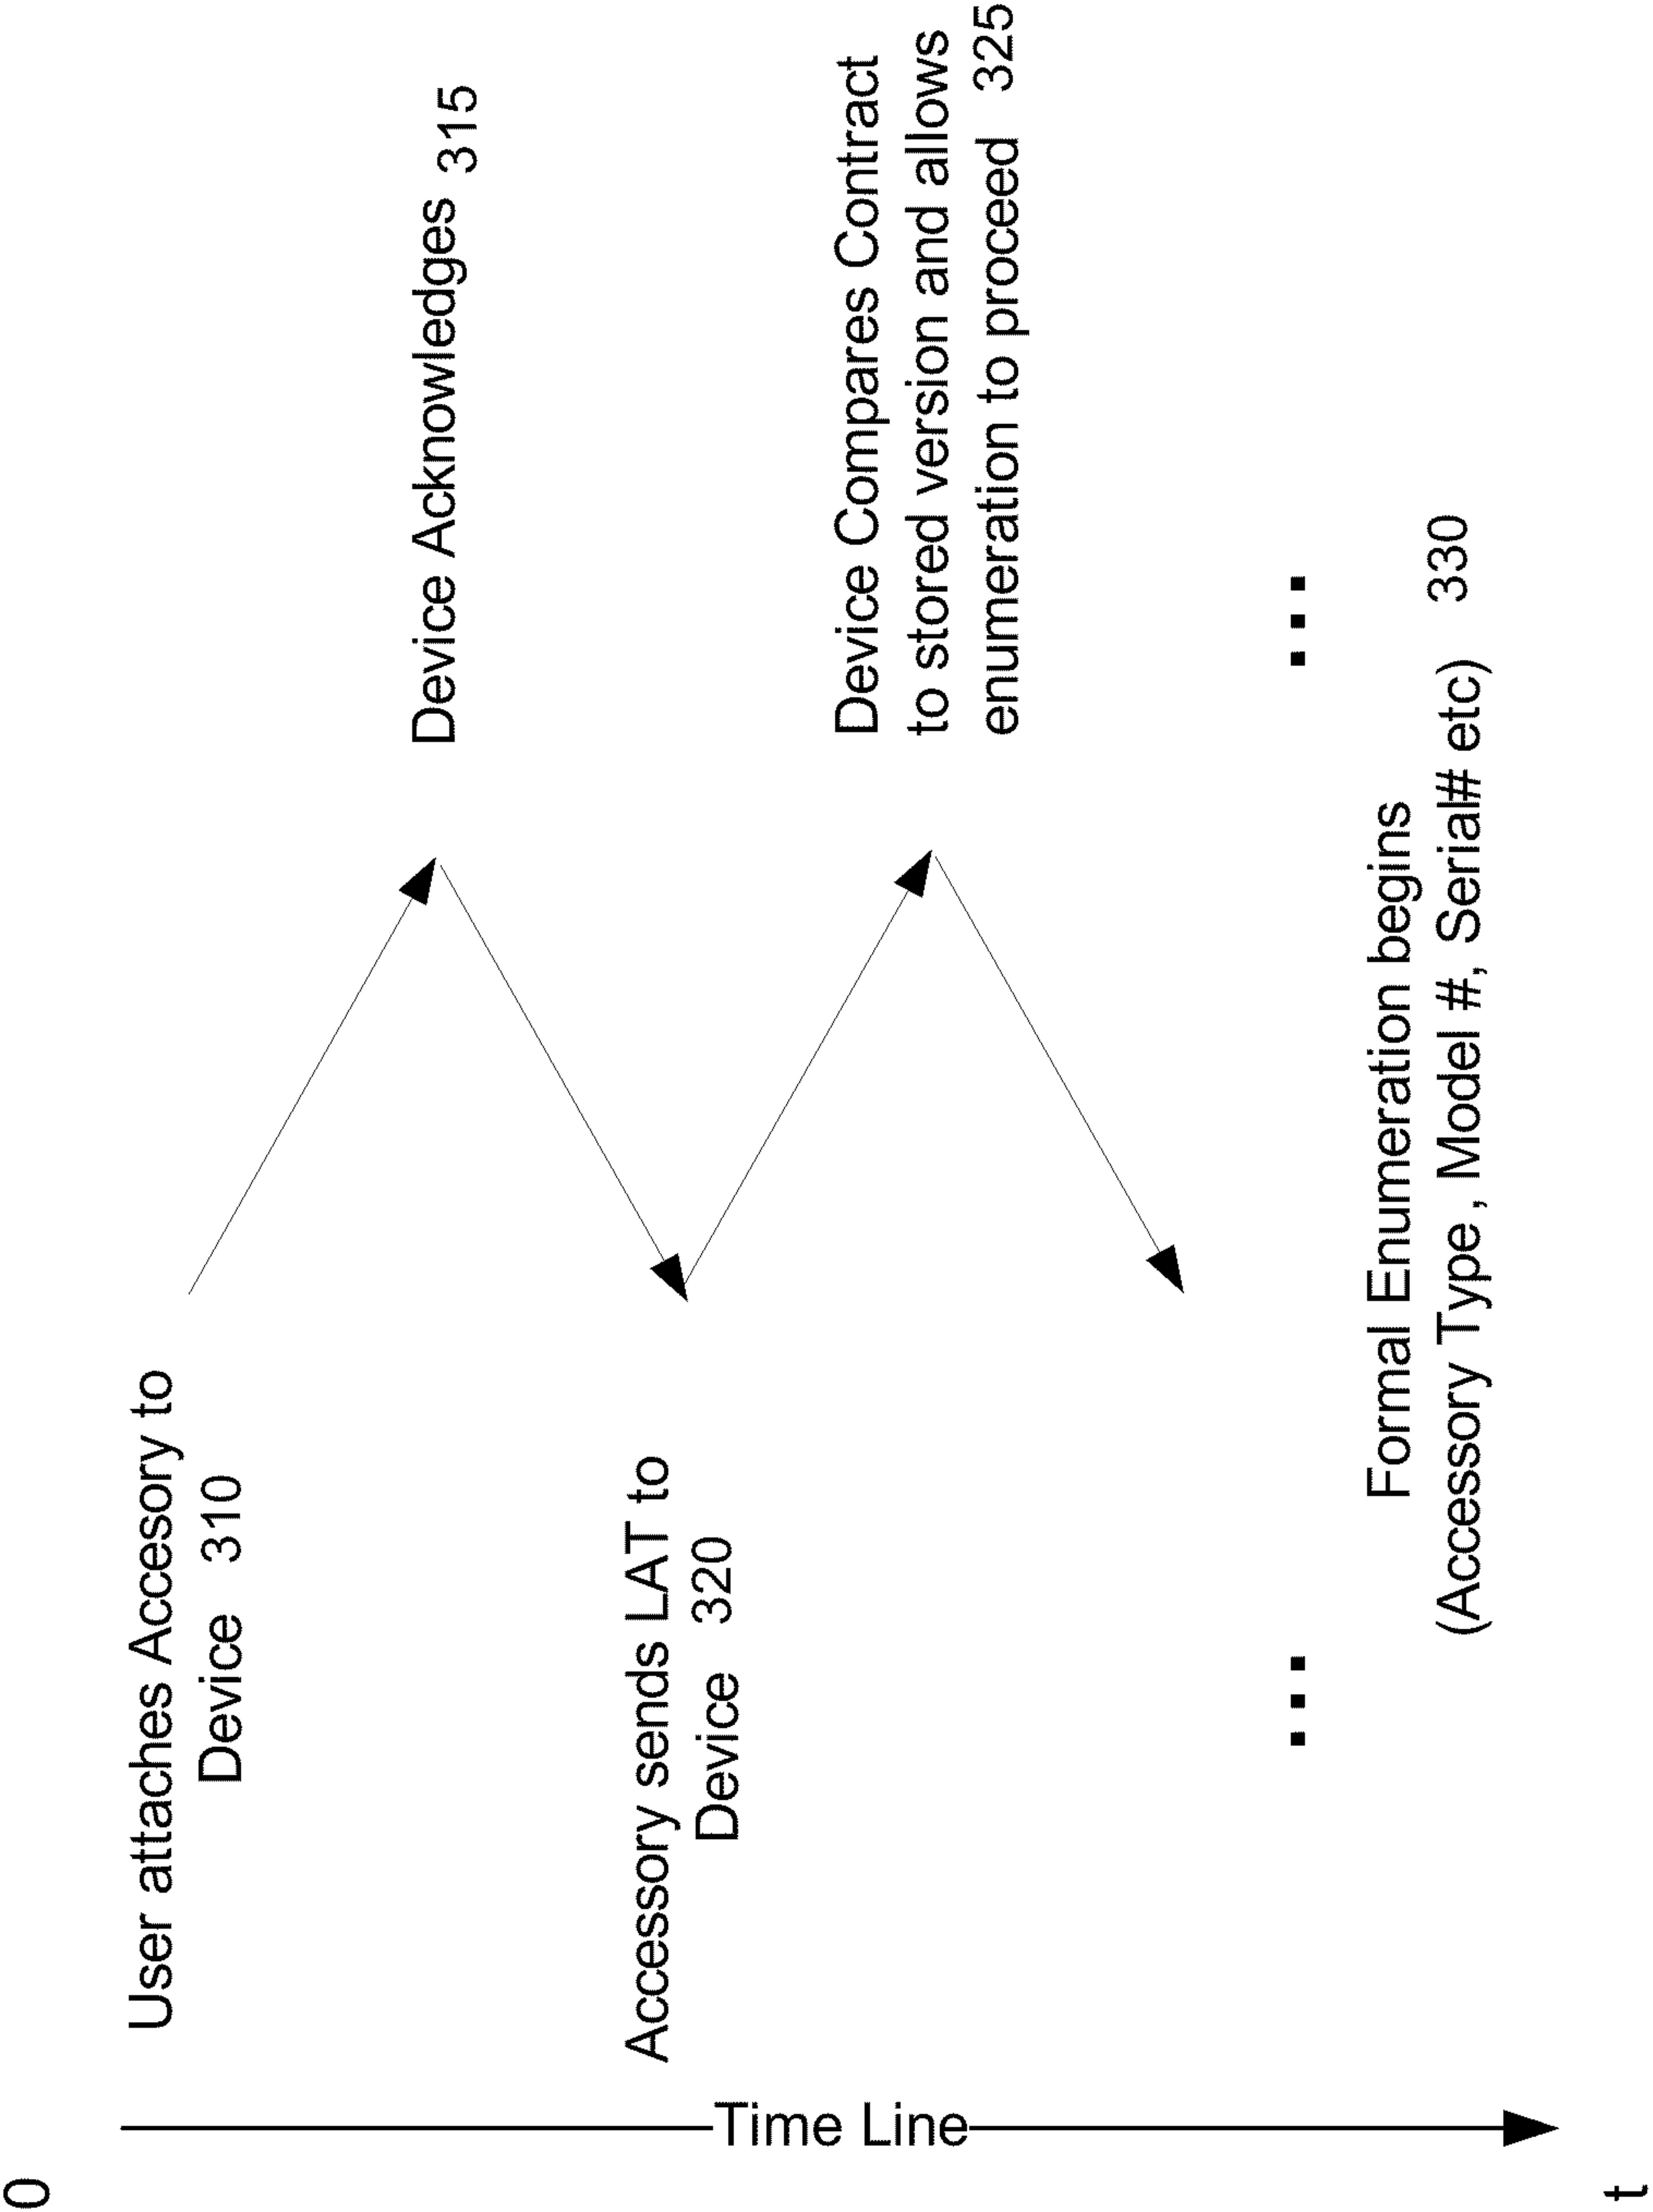 0
User attaches Accesory to
Device 310
Device Acknowledges 315
Accessory sends LAT to
Device 320
Device Compares Contract
to stored version and allows
enumeration to proceed 325
Time Line
...
...
Formal Enumeration begins
(Accessory Type, Model #, Serial# etc) 330
t